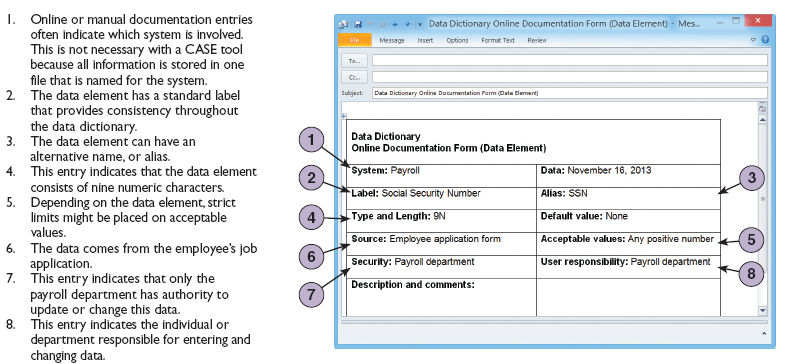 1. Online or manual documentation entries
often indicate which system is involved.
This is not necessary with a CASE tool
because all information is stored in one
file that is named for the system.
2. The data element has a standard label
that provides consistency throughout
the data dictionary.
3. The data element can have an
alternative name, or alias.
4. This entry indicates that the data element
consists of nine numeric characters.
5. Depending on the data element, strict
limits might be placed on acceptable
values.
6. The data comes from the employee's job
application.
7. This entry indicates that only the
payroll department has authority to
update or change this data.
8. This entry indicates the individual or
department responsible for entering and
changing data.
Data Dictionary Online Documentation Form (Data Element) - Mes...
File Message Insert Options Format Text Review
To...
Cc...
Subject: Data Dictionary Online Documentation Form (Data Element)
Data Dictionary
Online Documentation Form (Data Element)
1
System: Payroll Data: November 16, 2013
2 3
Label: Social Security Number Alias: SSN
4
Type and Length: 9N Default value: None
5
Source: Employee application form Acceptable values: Any positive number
6
Security: Payroll department User responsibility: Payroll department
7 8
Description and comments: